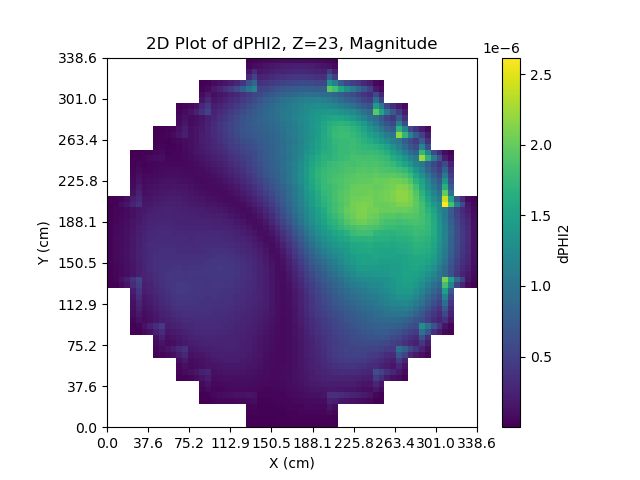 2D Plot of dPHI2, Z=23, Magnitude
1e−6
338.6
301.0
263.4
225.8
188.1
150.5
112.9
75.2
37.6
0.0
Y (cm)
0.0 37.6 75.2 112.9 150.5 188.1 225.8 263.4 301.0 338.6
X (cm)
2.5
2.0
1.5
1.0
0.5
dPHI2